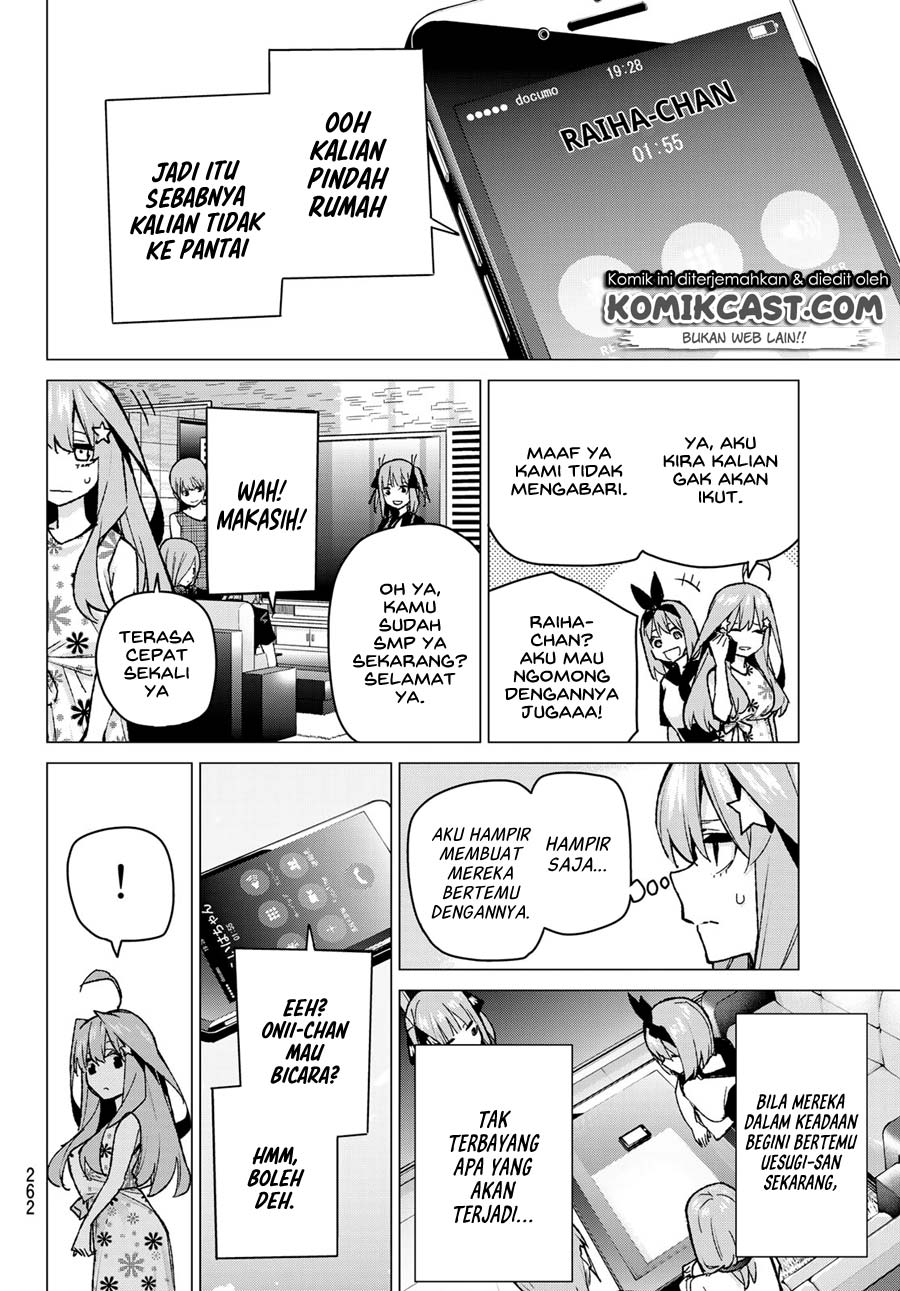 19:28
documo
RAIHA-CHAN
01:55
OOH
KALIAN
PINDAH
RUMAH
JADI ITU
SEBABNYA
KALIAN TIDAK
KE PANTAI
Komik ini diterjemahkan & diedit oleh
KOMIKCAST.COM
BUKAN WEB LAIN!!
YA, AKU
KIRA KALIAN
GAK AKAN
IKUT.
MAAF YA
KAMI TIDAK
MENGABARI.
RAIHA-
CHAN?
AKU MAU
NGOMONG
DENGANNYA
JUGAAA!
OH YA,
KAMU
SUDAH
SMP YA
SEKARANG?
SELAMAT
YA.
WAH!
MAKASIH!
TERASA
CEPAT
SEKALI
YA
HAMPIR
SAJA...
AKU HAMPIR
MEMBUAT
MEREKA
BERTEMU
DENGANNYA.
BILA MEREKA
DALAM KEADAAN
BEGINI BERTEMU
UESUGI-SAN
SEKARANG,
TAK
TERBAYANG
APA YANG
AKAN
TERJADI...
01:55
EEH?
ONII-CHAN
MAU
BICARA?
HMM,
BOLEH
DEH.
!
262